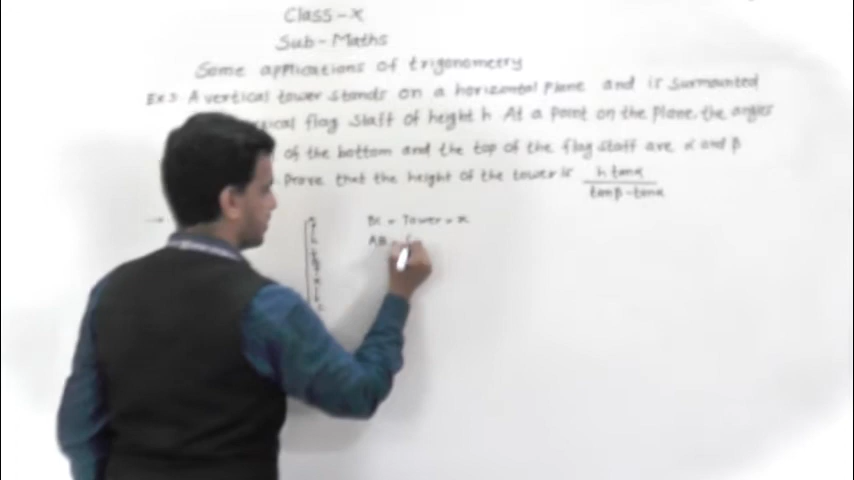 Class-X
Sub-Maths
Some applications of trigonometry
Ex 3 A vertical tower stands on a horizontal plane and is surmounted
flag staff of height h At a point on the plane, the angles
of the bottom and the top of the flag staff are α and β
Prove that the height of the tower is h tanα / tanβ-tanα
BC = Tower = x
AB =